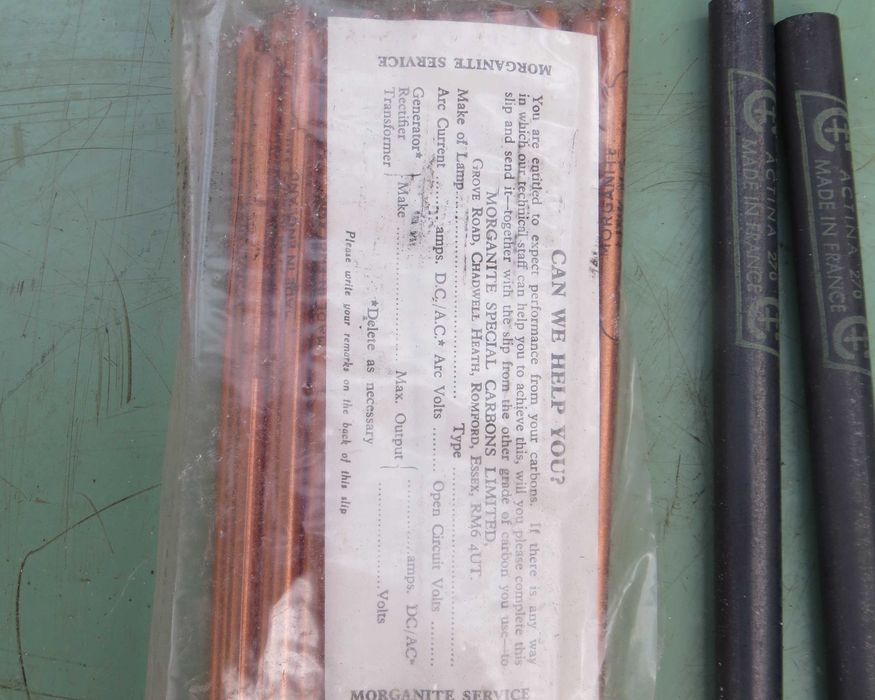 MORGANITE SERVICE
CAN WE HELP YOU?
You are entitled to expect performance from your carbons. If there is any way
in which our technical staff can help you to achieve this, will you please complete this
slip and send it—together with the slip from the other grade of carbon you use—to
MORGANITE SPECIAL CARBONS LIMITED,
GROVE ROAD, CHADWELL HEATH, ROMFORD, ESSEX, RM6 4UT.
Make of Lamp.................................... Type ....................................
Arc Current ......amps. D.C./A.C.* Arc Volts ......... Open Circuit Volts .........
Generator*
Rectifier Make .................... Max. Output ...............amps. DC/AC*
Transformer ....................Volts
*Delete as necessary
Please write your remarks on the back of this slip
MORGANITE SERVICE
MORGANITE
ACTINA 270
MADE IN FRANCE
ACTINA 270
MADE IN FRANCE